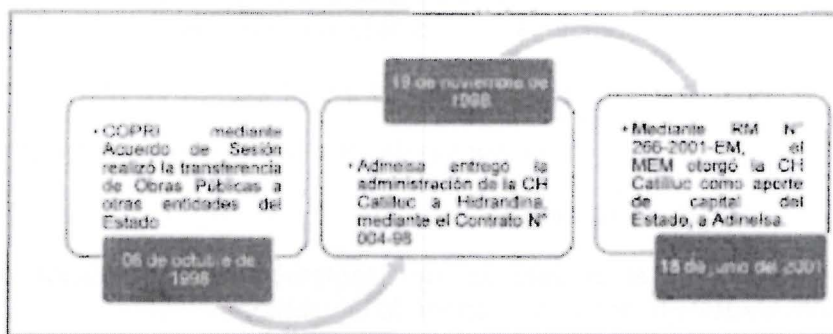 • COPRI mediante
Acuerdo de Sesión
realizó la transferencia
de Obras Públicas a
otras entidades del
Estado
06 de octubre de
1998
19 de noviembre de
1998
• Adinelsa entregó la
administración de la CH
Catilluc a Hidrandina,
mediante el Contrato N°
004-98
• Mediante RM N°
266-2001-EM, el
MEM otorgó la CH
Catilluc como aporte
de capital del
Estado, a Adinelsa.
18 de junio del 2001